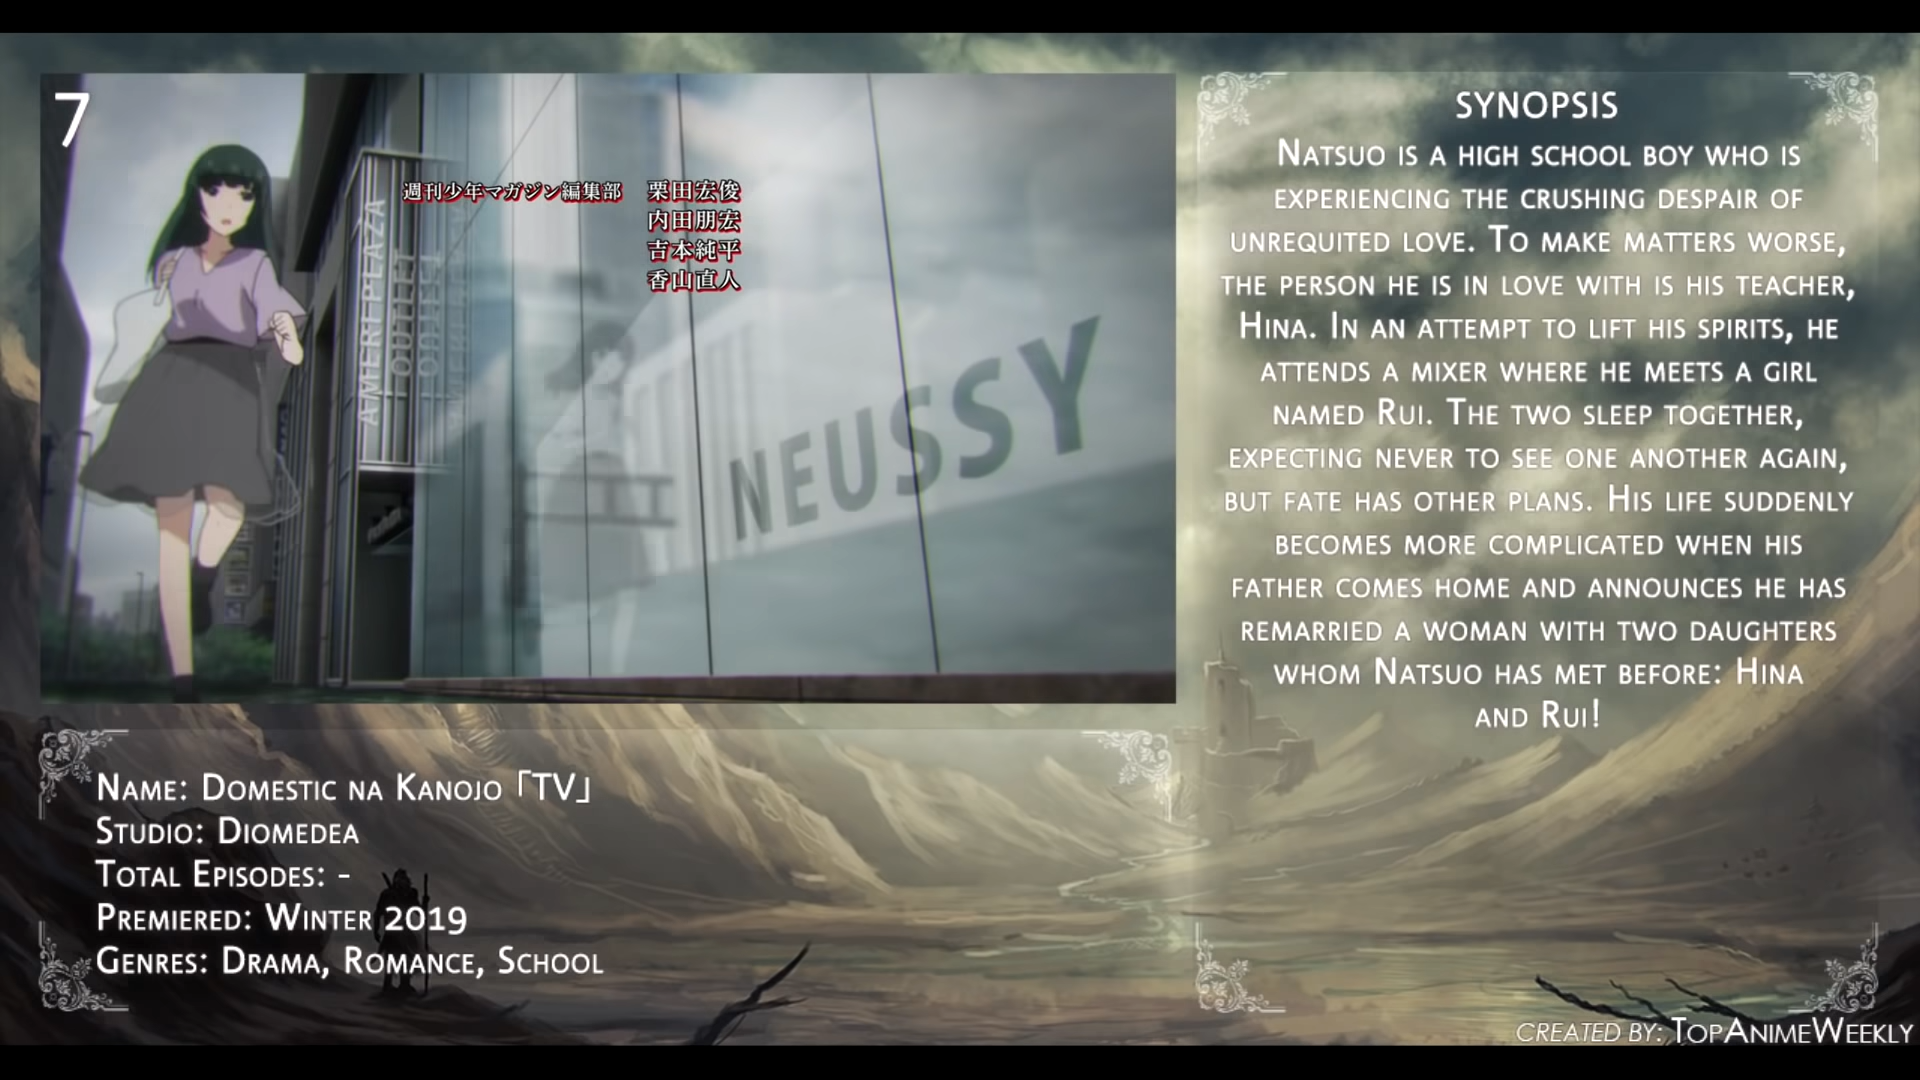 7
週刊少年マガジン編集部 栗田宏俊
内田朋宏
吉本純平
香山直人
AMERI PLAZA
OUTLET
NEUSSY
SYNOPSIS
NATSUO IS A HIGH SCHOOL BOY WHO IS
EXPERIENCING THE CRUSHING DESPAIR OF
UNREQUITED LOVE. TO MAKE MATTERS WORSE,
THE PERSON HE IS IN LOVE WITH IS HIS TEACHER,
HINA. IN AN ATTEMPT TO LIFT HIS SPIRITS, HE
ATTENDS A MIXER WHERE HE MEETS A GIRL
NAMED RUI. THE TWO SLEEP TOGETHER,
EXPECTING NEVER TO SEE ONE ANOTHER AGAIN,
BUT FATE HAS OTHER PLANS. HIS LIFE SUDDENLY
BECOMES MORE COMPLICATED WHEN HIS
FATHER COMES HOME AND ANNOUNCES HE HAS
REMARRIED A WOMAN WITH TWO DAUGHTERS
WHOM NATSUO HAS MET BEFORE: HINA
AND RUI!
NAME: DOMESTIC NA KANOJO「TV」
STUDIO: DIOMEDEA
TOTAL EPISODES: -
PREMIERED: WINTER 2019
GENRES: DRAMA, ROMANCE, SCHOOL
CREATED BY: TOPANIMEWEEKLY